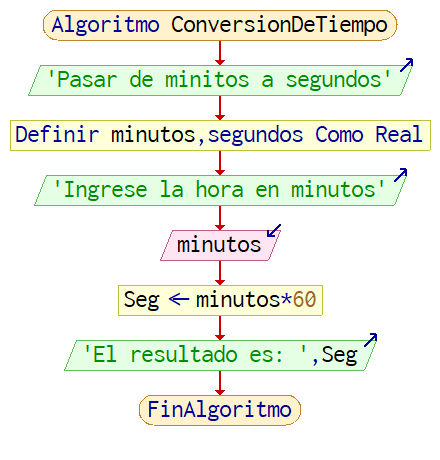 Algoritmo ConversionDeTiempo
'Pasar de minitos a segundos'
Definir minutos,segundos Como Real
'Ingrese la hora en minutos'
minutos
Seg ← minutos*60
'El resultado es: ',Seg
FinAlgoritmo